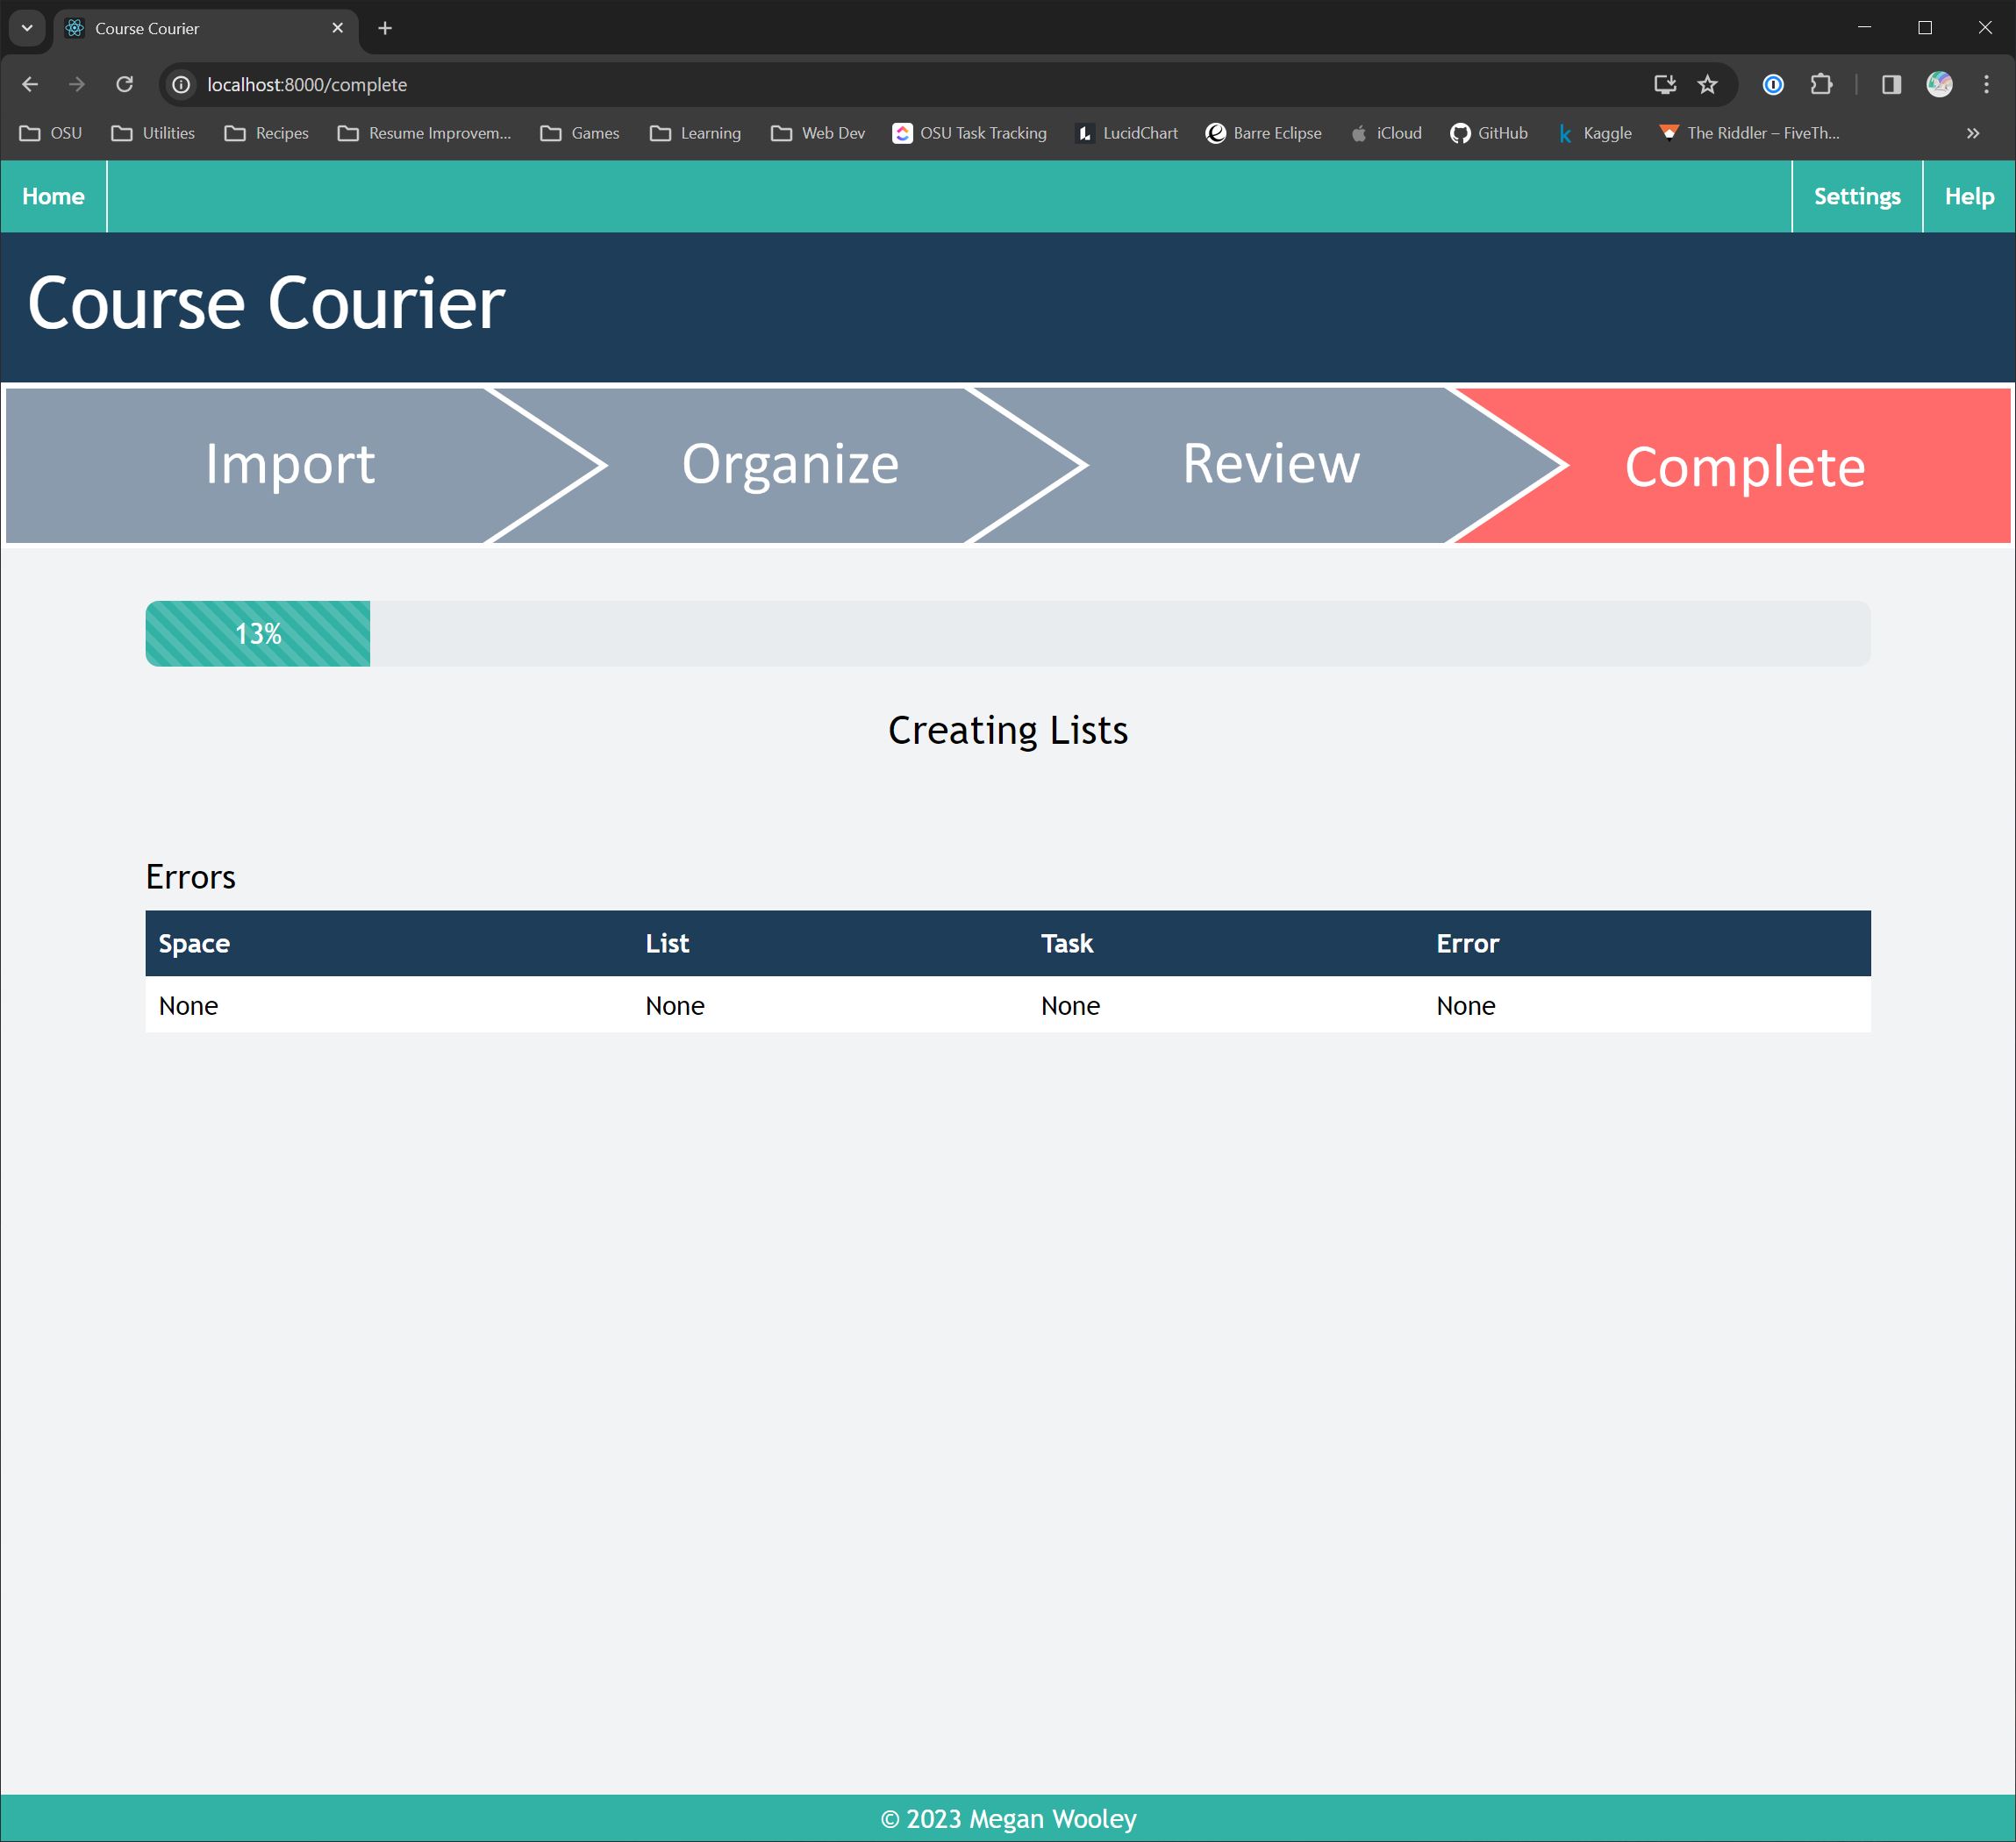 Course Courier
localhost:8000/complete
OSU Utilities Recipes Resume Improvem... Games Learning Web Dev OSU Task Tracking LucidChart Barre Eclipse iCloud GitHub Kaggle The Riddler – FiveTh...
Home Settings Help
Course Courier
Import Organize Review Complete
13%
Creating Lists
Errors
Space List Task Error
None None None None
© 2023 Megan Wooley